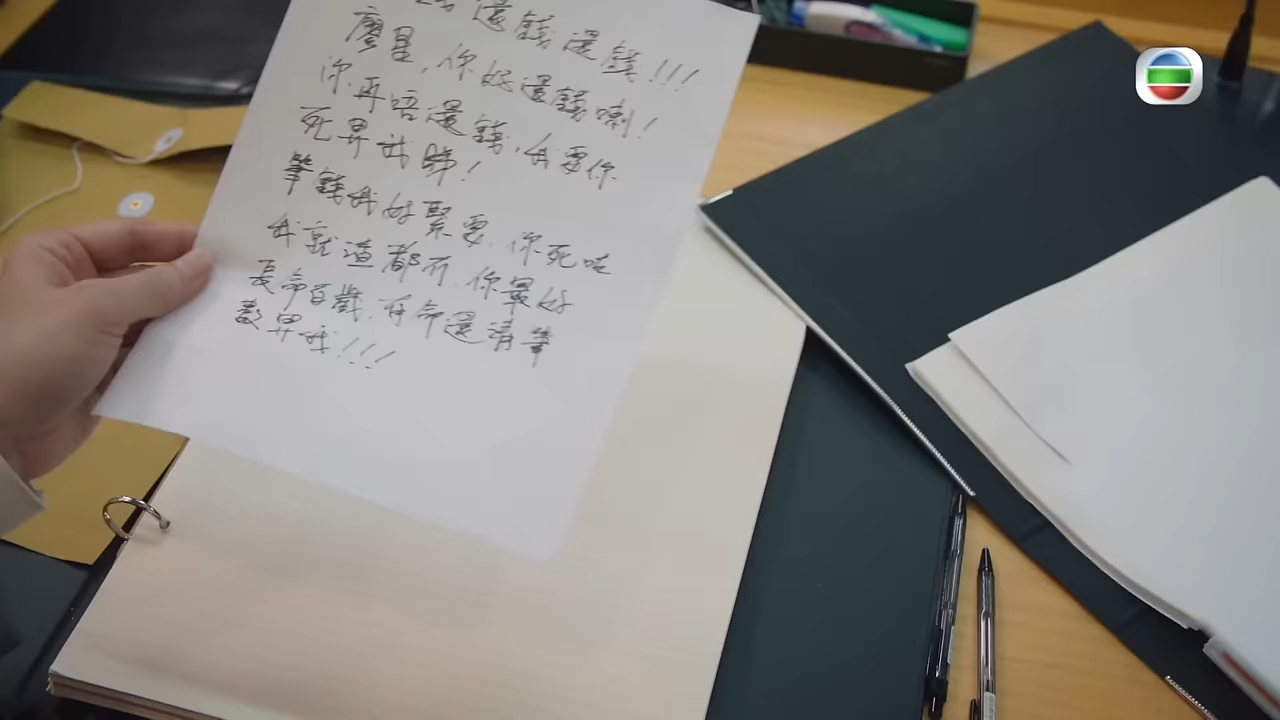 還錢還錢!!!
廖昆，你好還錢喇!
你再唔還錢，我要你
死畀我睇!
筆錢我好緊要，你死咗
我就渣都冇，你最好
長命百歲，有命還清筆
數畀我!!!